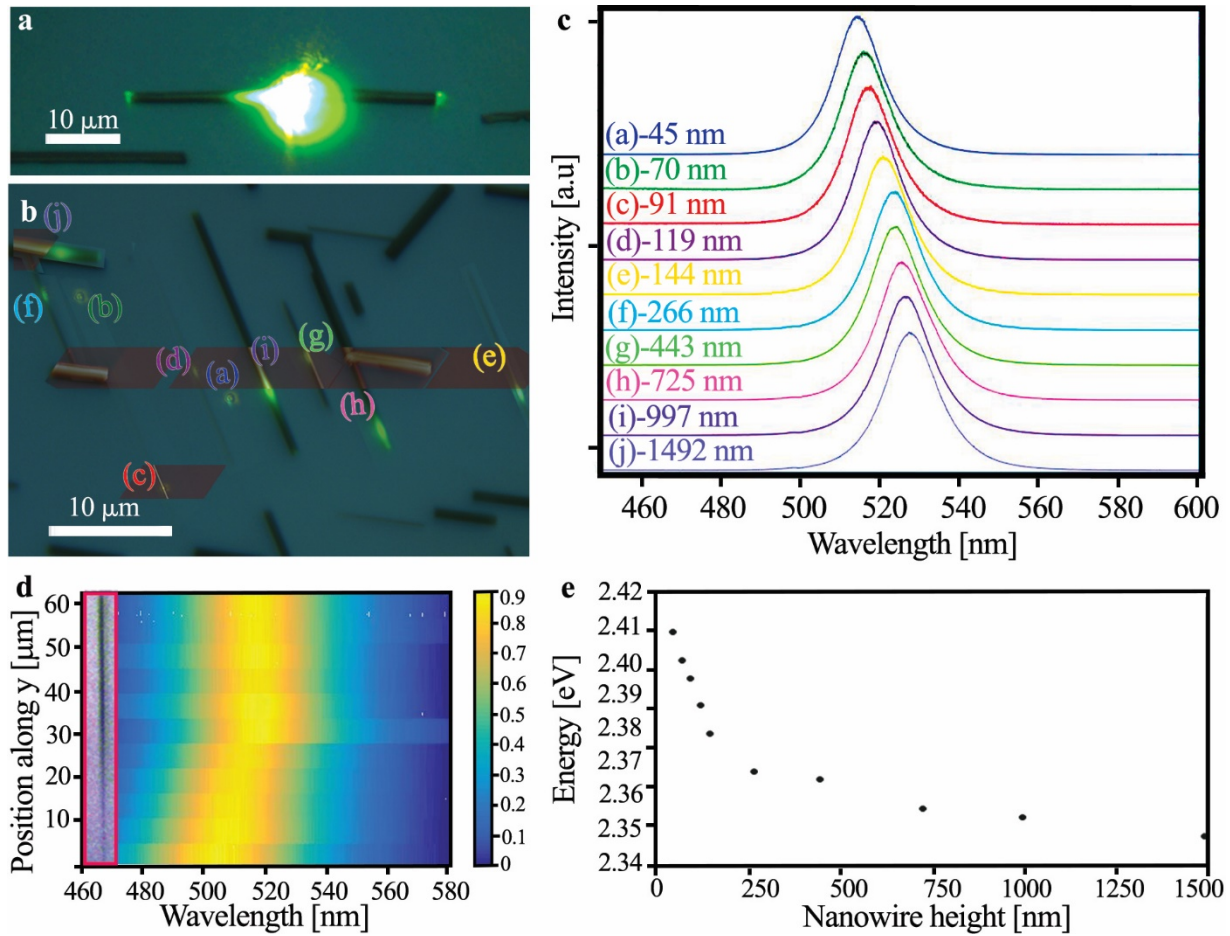 a
10 μm
b
(j)
(f)
(b)
(d)
(a)
(i)
(g)
(h)
(e)
(c)
10 μm
c
Intensity [a.u]
(a)-45 nm
(b)-70 nm
(c)-91 nm
(d)-119 nm
(e)-144 nm
(f)-266 nm
(g)-443 nm
(h)-725 nm
(i)-997 nm
(j)-1492 nm
460 480 500 520 540 560 580 600
Wavelength [nm]
d
Position along y [μm]
60
50
40
30
20
10
460 480 500 520 540 560 580
Wavelength [nm]
0.9
0.8
0.7
0.6
0.5
0.4
0.3
0.2
0.1
0
e
Energy [eV]
2.42
2.41
2.40
2.39
2.38
2.37
2.36
2.35
2.34
0 250 500 750 1000 1250 1500
Nanowire height [nm]